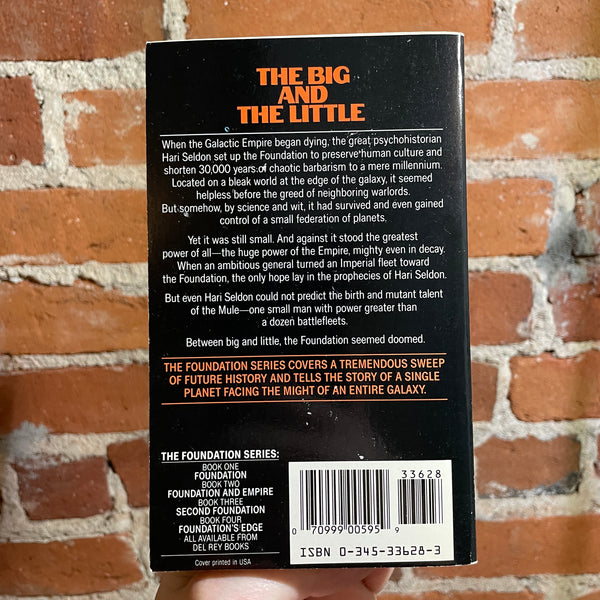 THE BIG
AND
THE LITTLE
When the Galactic Empire began dying, the great psychohistorian
Hari Seldon set up the Foundation to preserve human culture and
shorten 30,000 years of chaotic barbarism to a mere millennium.
Located on a bleak world at the edge of the galaxy, it seemed
helpless before the greed of neighboring warlords.
But somehow, by science and wit, it had survived and even gained
control of a small federation of planets.
Yet it was still small. And against it stood the greatest
power of all—the huge power of the Empire, mighty even in decay.
When an ambitious general turned an Imperial fleet toward
the Foundation, the only hope lay in the prophecies of Hari Seldon.
But even Hari Seldon could not predict the birth and mutant talent
of the Mule—one small man with power greater than
a dozen battlefleets.
Between big and little, the Foundation seemed doomed.
THE FOUNDATION SERIES COVERS A TREMENDOUS SWEEP
OF FUTURE HISTORY AND TELLS THE STORY OF A SINGLE
PLANET FACING THE MIGHT OF AN ENTIRE GALAXY.
THE FOUNDATION SERIES:
BOOK ONE
FOUNDATION
BOOK TWO
FOUNDATION AND EMPIRE
BOOK THREE
SECOND FOUNDATION
BOOK FOUR
FOUNDATION'S EDGE
ALL AVAILABLE FROM
DEL REY BOOKS
Cover printed in USA
33628
0 70999 00595 9
ISBN 0-345-33628-3